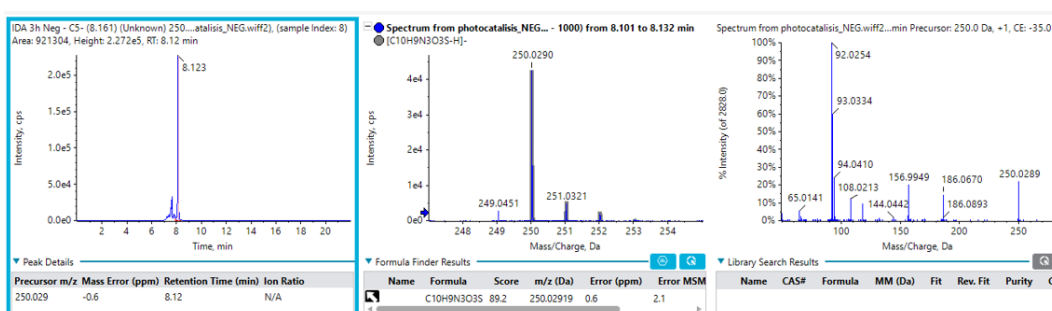 IDA 3h Neg - C5- (8.161) (Unknown) 250....atalisis_NEG.wiff2), (sample Index: 8)
Area: 921304, Height: 2.272e5, RT: 8.12 min
8.123
2.0e5
1.5e5
1.0e5
5.0e4
0.0e0
Intensity, cps
2 4 6 8 10 12 14 16 18 20
Time, min
Peak Details
Precursor m/z Mass Error (ppm) Retention Time (min) Ion Ratio
250.029 -0.6 8.12 N/A
Spectrum from photocatalisis_NEG... - 1000) from 8.101 to 8.132 min
[C10H9N3O3S-H]-
250.0290
4e4
3e4
2e4
1e4
0e0
Intensity, cps
249.0451
251.0321
248 249 250 251 252 253 254
Mass/Charge, Da
Formula Finder Results
Name Formula Score m/z (Da) Error (ppm) Error MSM
C10H9N3O3S 89.2 250.02919 0.6 2.1
Spectrum from photocatalisis_NEG.wiff2...min Precursor: 250.0 Da, +1, CE: -35.0
100%
90%
80%
70%
60%
50%
40%
30%
20%
10%
0%
% Intensity (of 2828.0)
92.0254
93.0334
94.0410
65.0141
108.0213
144.0442
156.9949
186.0670
186.0893
250.0289
100 150 200 250
Mass/Charge, Da
Library Search Results
Name CAS# Formula MM (Da) Fit Rev. Fit Purity